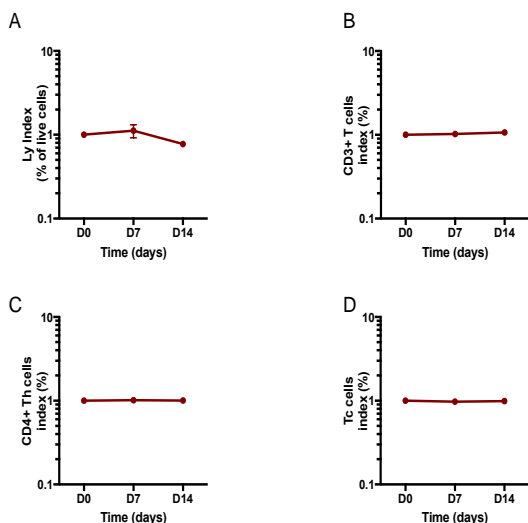 A
Ly Index
(% of live cells)
10
1
0.1
D0 D7 D14
Time (days)
B
CD3+ T cells
index (%)
10
1
0.1
D0 D7 D14
Time (days)
C
CD4+ Th cells
index (%)
10
1
0.1
D0 D7 D14
Time (days)
D
Tc cells
index (%)
10
1
0.1
D0 D7 D14
Time (days)